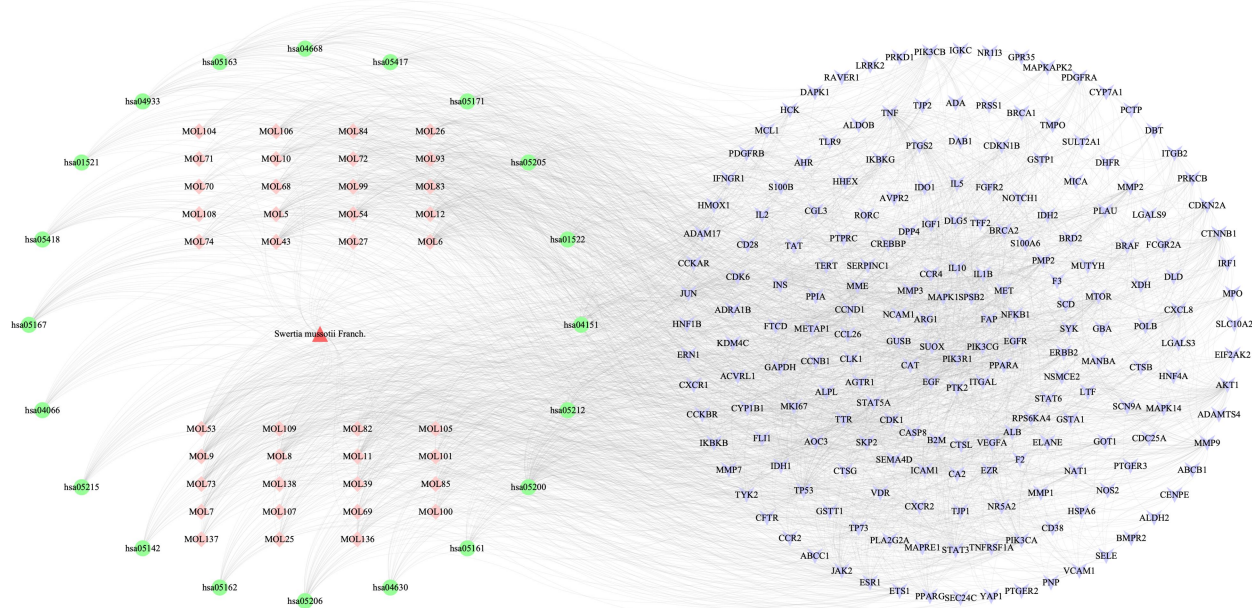 hsa04668
hsa05163
hsa05417
hsa04933
hsa05171
hsa01521
hsa05205
hsa05418
hsa01522
hsa05167
hsa04151
hsa04066
hsa05212
hsa05215
hsa05200
hsa05142
hsa05161
hsa05162
hsa04630
hsa05206
MOL104 MOL106 MOL84 MOL26
MOL71 MOL10 MOL72 MOL93
MOL70 MOL68 MOL99 MOL83
MOL108 MOL5 MOL54 MOL12
MOL74 MOL43 MOL27 MOL6
Swertia mussotii Franch.
MOL53 MOL109 MOL82 MOL105
MOL9 MOL8 MOL11 MOL101
MOL73 MOL138 MOL39 MOL85
MOL7 MOL107 MOL69 MOL100
MOL137 MOL25 MOL136
PRKD1 PIK3CB IGKC NR1I3 GPR35
LRRK2 MAPKAPK2
RAVER1 PDGFRA
DAPK1 CYP7A1
HCK TNF TJP2 ADA PRSS1 BRCA1 PCTP
MCL1 ALDOB TMPO DBT
TLR9 PTGS2 DAB1 CDKN1B SULT2A1
PDGFRB AHR IKBKG GSTP1 DHFR ITGB2
IFNGR1 S100B HHEX IDO1 IL5 FGFR2 MICA MMP2 PRKCB
HMOX1 IL2 CGL3 AVPR2 NOTCH1 PLAU LGALS9 CDKN2A
RORC IGF1 DLG5 TFF2 IDH2
ADAM17 CD28 TAT PTPRC DPP4 BRCA2 BRD2 BRAF FCGR2A CTNNB1
CREBBP S100A6
CCKAR CDK6 TERT SERPINC1 CCR4 IL10 IL1B PMP2 MUTYH DLD IRF1
JUN INS PPIA MME MMP3 MAPK1 SPSB2 MET F3 MTOR XDH MPO
HNF1B ADRA1B CCND1 NCAM1 ARG1 FAP NFKB1 SCD CXCL8 SLC10A2
FTCD METAP1 CCL26 SYK GBA POLB
ERN1 KDM4C GUSB SUOX PIK3CG EGFR ERBB2 LGALS3 EIF2AK2
GAPDH CCNB1 CLK1 CAT PIK3R1 PPARA MANBA CTSB
CXCR1 ACVRL1 AGTR1 EGF PTK2 ITGAL NSMCE2 HNF4A AKT1
CCKBR CYP1B1 MKI67 ALPL STAT5A STAT6 LTF SCN9A MAPK14 ADAMTS4
TTR CDK1 RPS6KA4 GSTA1
IKBKB FLI1 AOC3 SKP2 CASP8 B2M CTSL VEGFA ALB ELANE GOT1 CDC25A MMP9
MMP7 IDH1 CTSG SEMA4D ICAM1 CA2 EZR F2 NAT1 PTGER3 ABCB1
TYK2 TP53 VDR MMP1 NOS2 CENPE
CFTR GSTT1 CXCR2 TJP1 NR5A2 HSPA6 ALDH2
CCR2 TP73 PLA2G2A CD38 BMPR2
ABCC1 MAPRE1 STAT3 TNFRSF1A PIK3CA SELE
JAK2 VCAM1
ESR1 PNP
ETS1 PPARG SEC24C YAP1 PTGER2